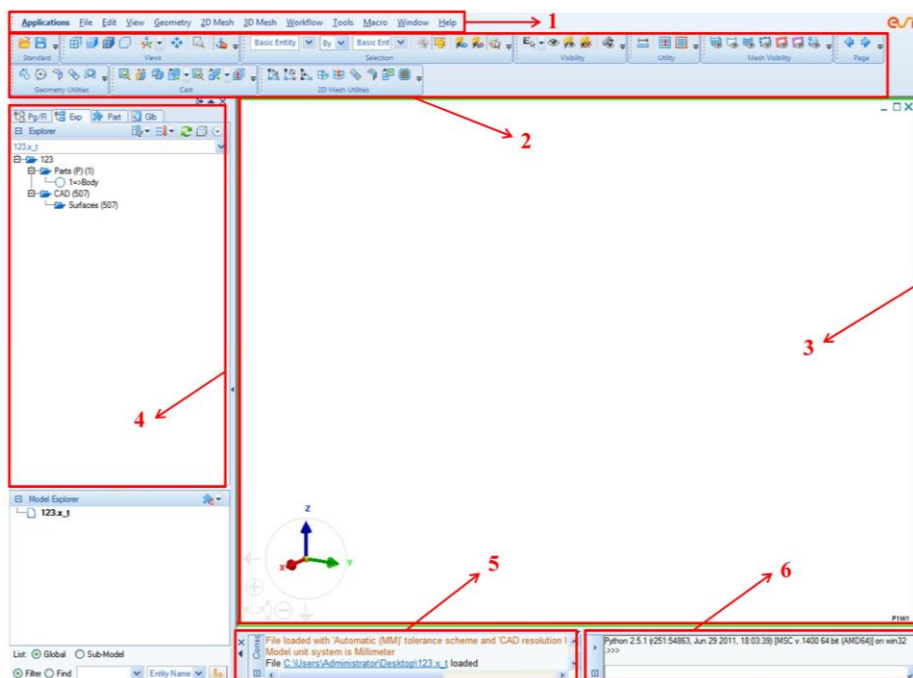 Applications File Edit View Geometry 2D Mesh 3D Mesh Workflow Tools Macro Window Help
1
esi
Basic Entity By Basic Ent
Standard Views Selection Visibility Utility Mesh Visibility Page
Geometry Utilities Cast 2D Mesh Utilities
2
Pg/Fl Exp Part Glb
Explorer
123.x_t
123
Parts (P) (1)
1=>Body
CAD (507)
Surfaces (507)
3
4
Model Explorer
123.x_t
Z
X
Y
P1W1
5
6
List: Global Sub-Model
Filter Find Entity Name
Consc
File loaded with 'Automatic (MM)' tolerance scheme and 'CAD resolution
Model unit system is Millimeter
File C:\Users\Administrator\Desktop\123.x_t loaded
Python 2.5.1 (r251:54863, Jun 29 2011, 18:03:39) [MSC v.1400 64 bit (AMD64)] on win32
>>>